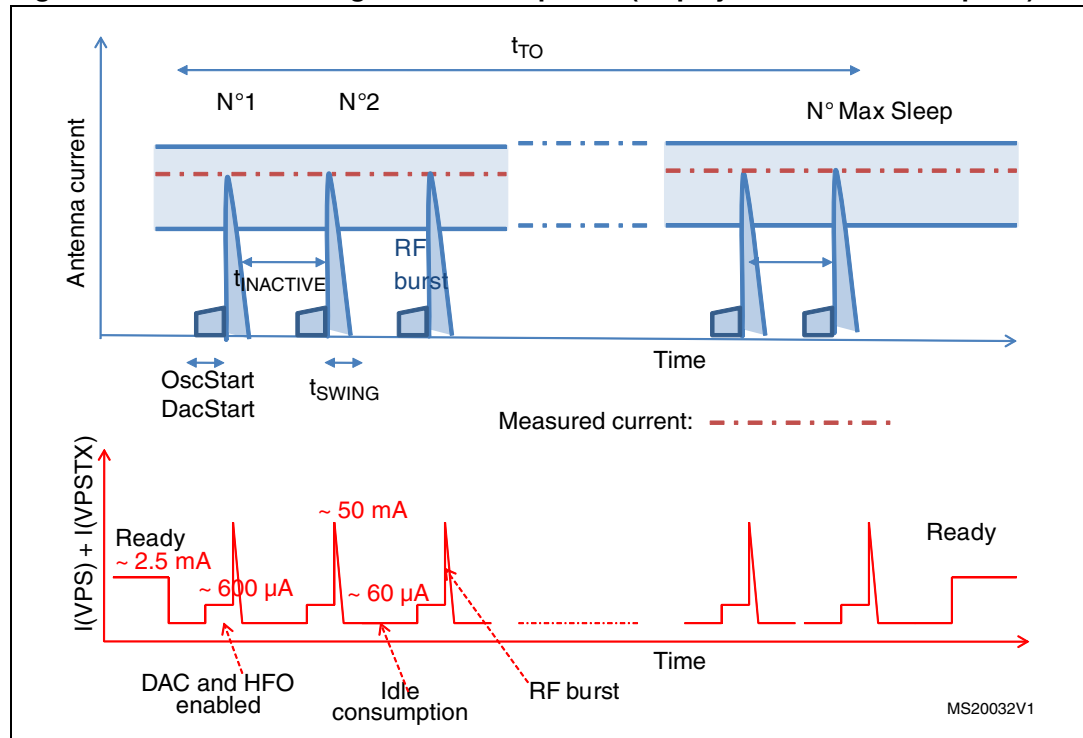 t_TO
N°1
N°2
N° Max Sleep
Antenna current
RF
burst
t_INACTIVE
Time
OscStart
DacStart
t_SWING
Measured current:
I(VPS) + I(VPSTX)
Ready
~ 2.5 mA
~ 600 µA
~ 50 mA
~ 60 µA
Ready
Time
DAC and HFO
enabled
Idle
consumption
RF burst
MS20032V1